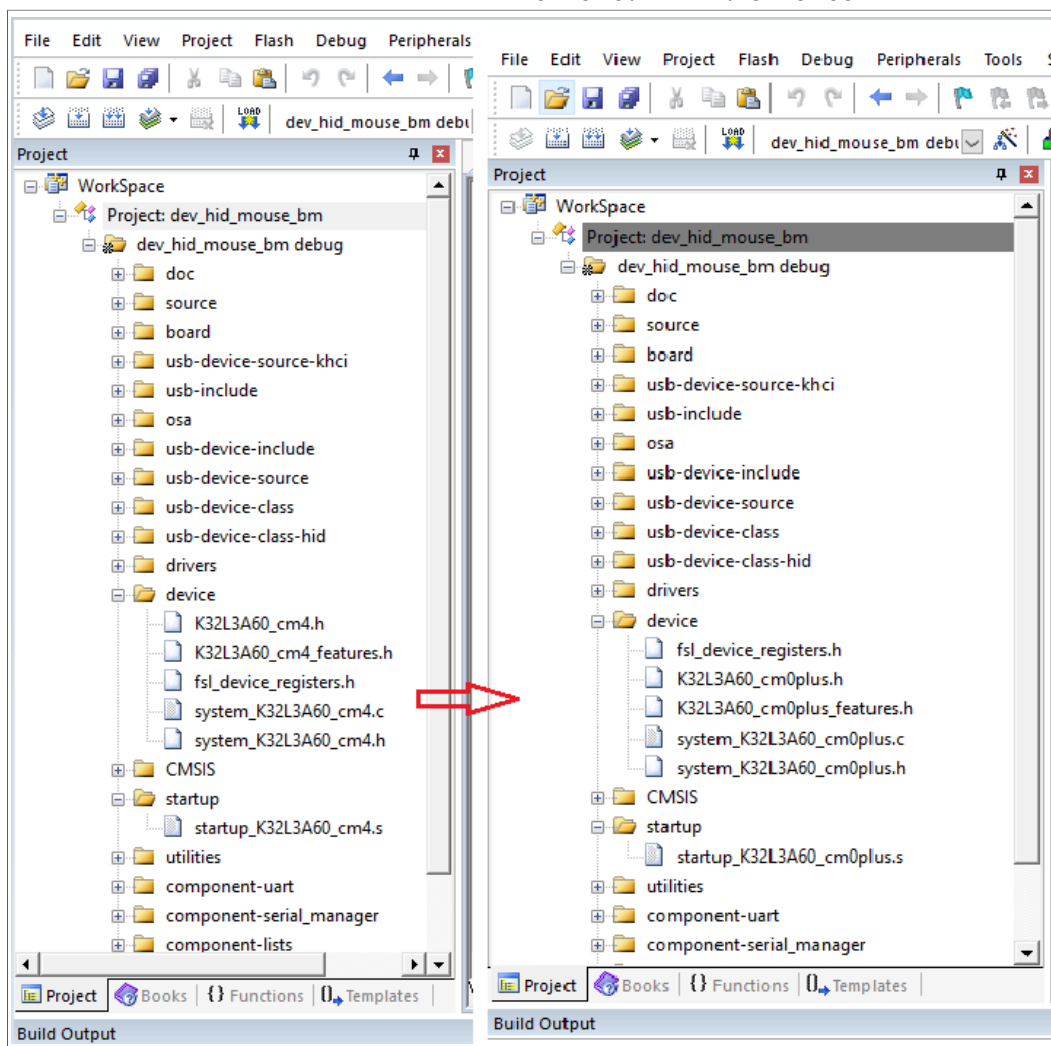 File Edit View Project Flash Debug Peripherals
LOAD
dev_hid_mouse_bm debu
Project
WorkSpace
Project: dev_hid_mouse_bm
dev_hid_mouse_bm debug
doc
source
board
usb-device-source-khci
usb-include
osa
usb-device-include
usb-device-source
usb-device-class
usb-device-class-hid
drivers
device
K32L3A60_cm4.h
K32L3A60_cm4_features.h
fsl_device_registers.h
system_K32L3A60_cm4.c
system_K32L3A60_cm4.h
CMSIS
startup
startup_K32L3A60_cm4.s
utilities
component-uart
component-serial_manager
component-lists
Project Books {} Functions Templates
Build Output
File Edit View Project Flash Debug Peripherals Tools
LOAD
dev_hid_mouse_bm debu
Project
WorkSpace
Project: dev_hid_mouse_bm
dev_hid_mouse_bm debug
doc
source
board
usb-device-source-khci
usb-include
osa
usb-device-include
usb-device-source
usb-device-class
usb-device-class-hid
drivers
device
fsl_device_registers.h
K32L3A60_cm0plus.h
K32L3A60_cm0plus_features.h
system_K32L3A60_cm0plus.c
system_K32L3A60_cm0plus.h
CMSIS
startup
startup_K32L3A60_cm0plus.s
utilities
component-uart
component-serial_manager
Project Books {} Functions Templates
Build Output